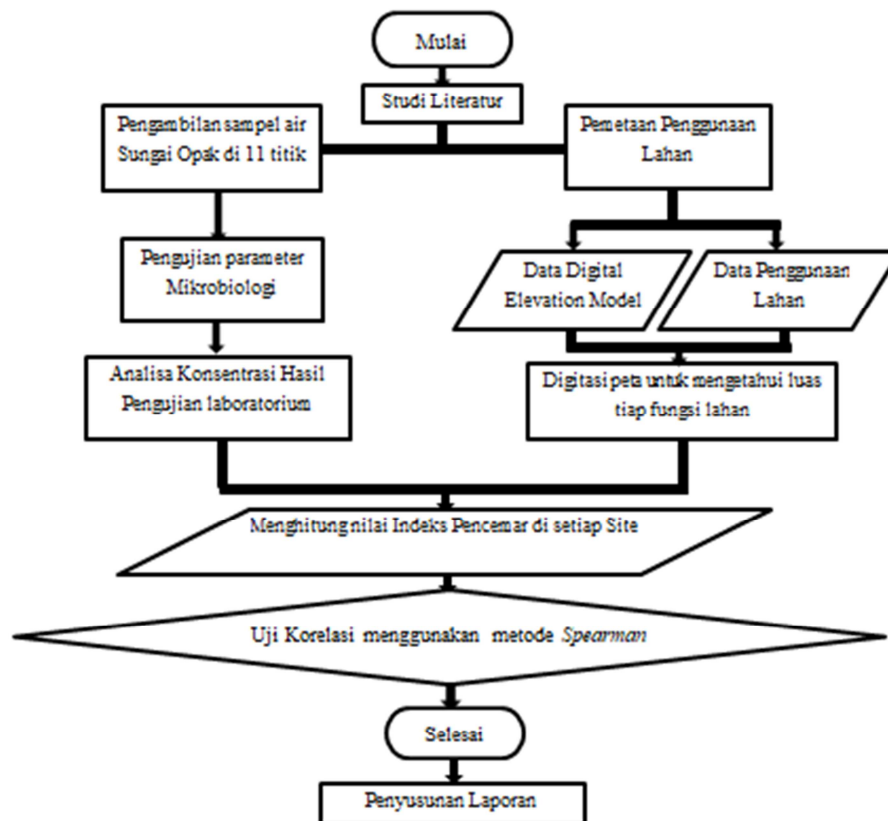 Mulai
Studi Literatur
Pengambilan sampel air
Sungai Opak di 11 titik
Pemetaan Penggunaan
Lahan
Pengujian parameter
Mikrobiologi
Data Digital
Elevation Model
Data Penggunaan
Lahan
Analisa Konsentrasi Hasil
Pengujian laboratorium
Digitasi peta untuk mengetahui luas
tiap fungsi lahan
Menghitung nilai Indeks Pencemar di setiap Site
Uji Korelasi menggunakan metode Spearman
Selesai
Penyusunan Laporan